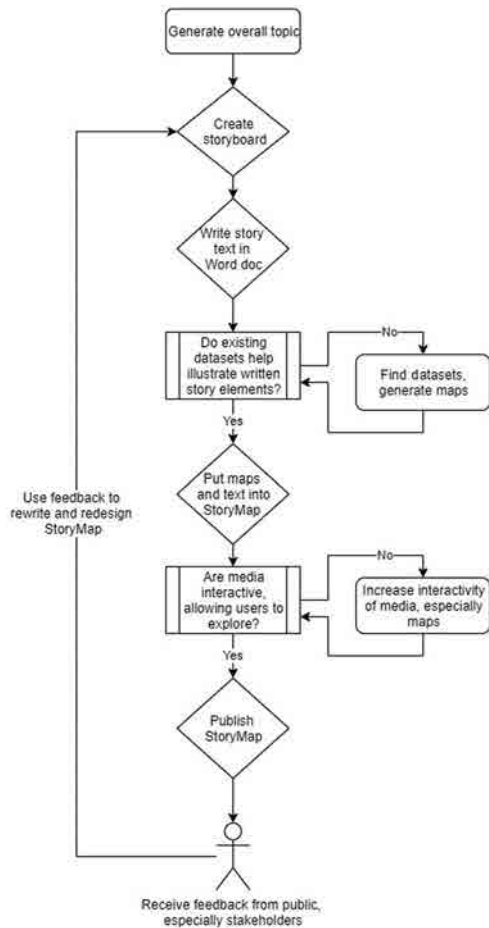 Generate overall topic
Create
storyboard
Write story
text in
Word doc
Do existing
datasets help
illustrate written
story elements?
No
Find datasets,
generate maps
Yes
Put maps
and text into
StoryMap
Use feedback to
rewrite and redesign
StoryMap
Are media
interactive,
allowing users to
explore?
No
Increase interactivity
of media, especially
maps
Yes
Publish
StoryMap
Receive feedback from public,
especially stakeholders